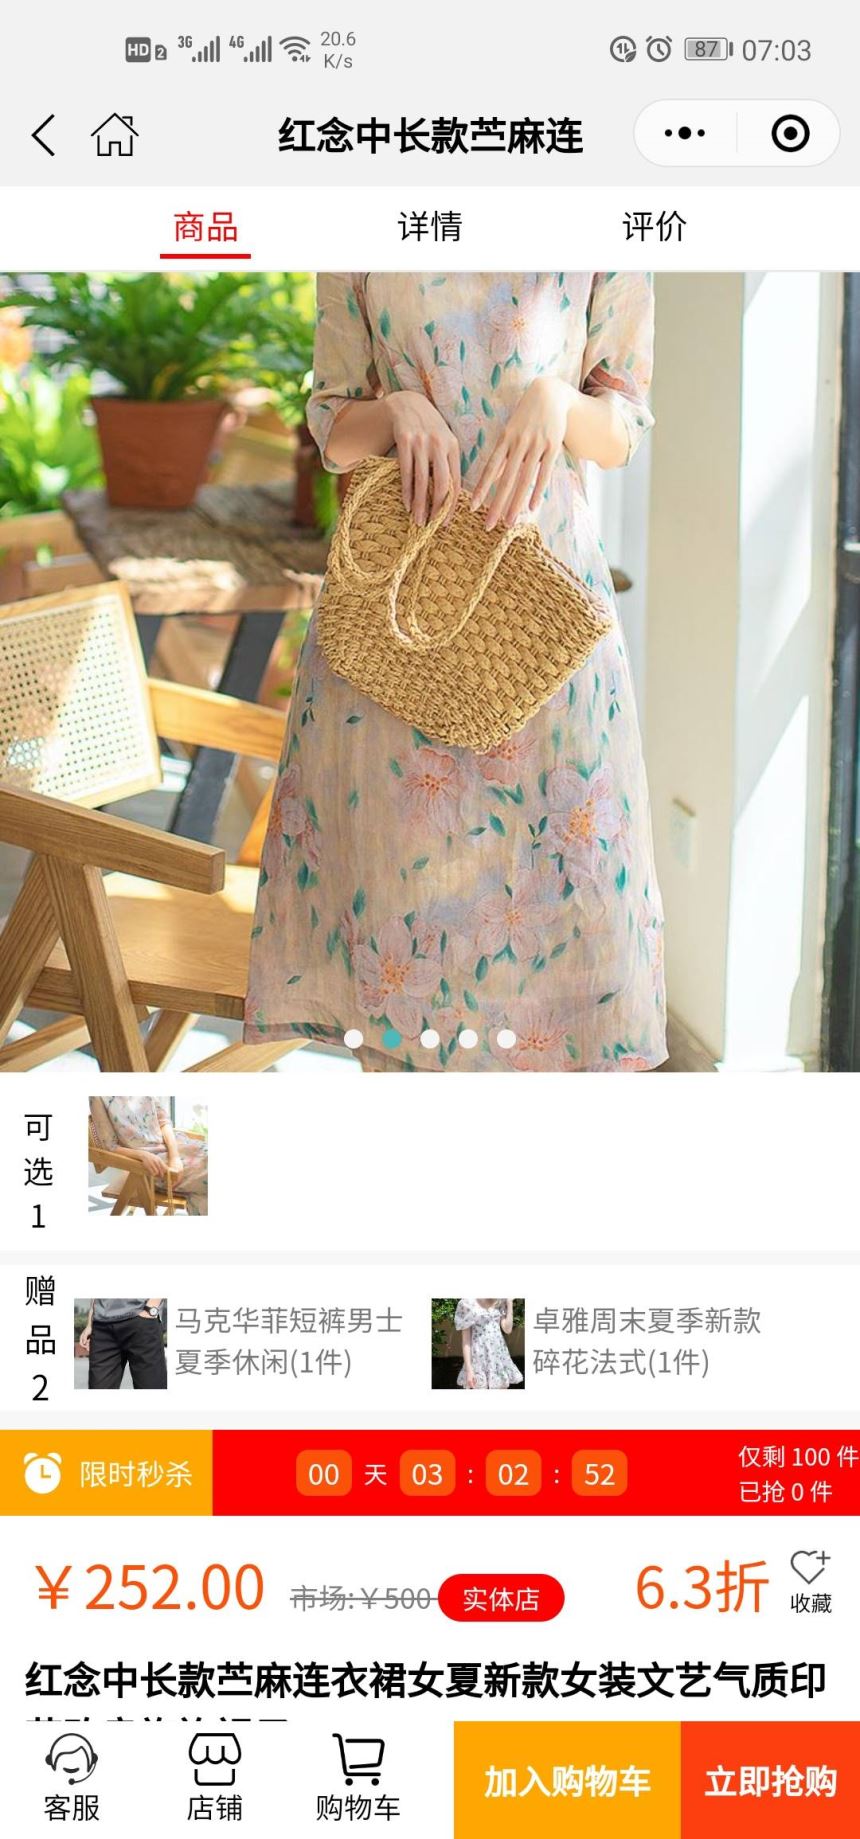 HD 2 3G 4G 20.6 K/s 87 07:03
红念中长款苎麻连
商品 详情 评价
可选1
赠品2
马克华菲短裤男士
夏季休闲(1件)
卓雅周末夏季新款
碎花法式(1件)
限时秒杀 00 天 03 : 02 : 52
仅剩 100 件
已抢 0 件
￥252.00 市场:￥500 实体店 6.3折 收藏
红念中长款苎麻连衣裙女夏新款女装文艺气质印
客服 店铺 购物车 加入购物车 立即抢购